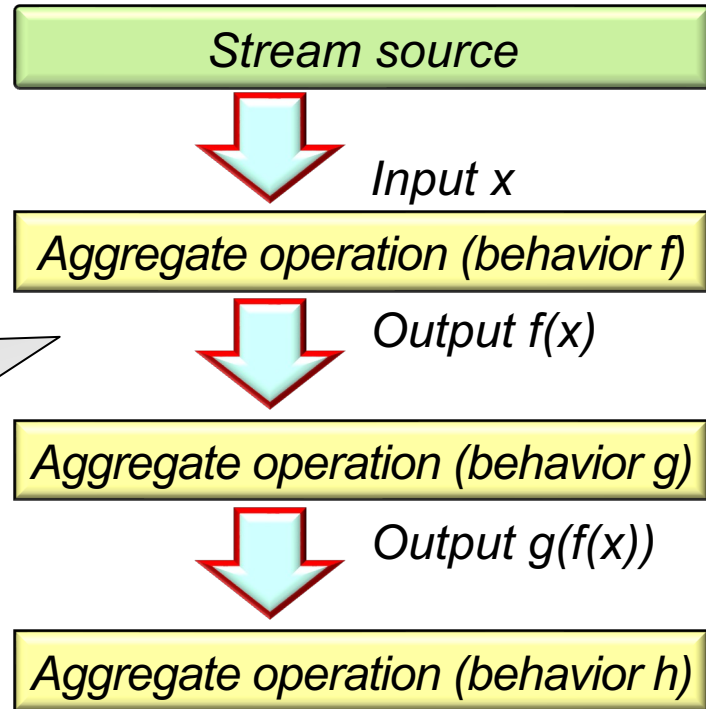 Stream source
Input x
Aggregate operation (behavior f)
Output f(x)
Aggregate operation (behavior g)
Output g(f(x))
Aggregate operation (behavior h)